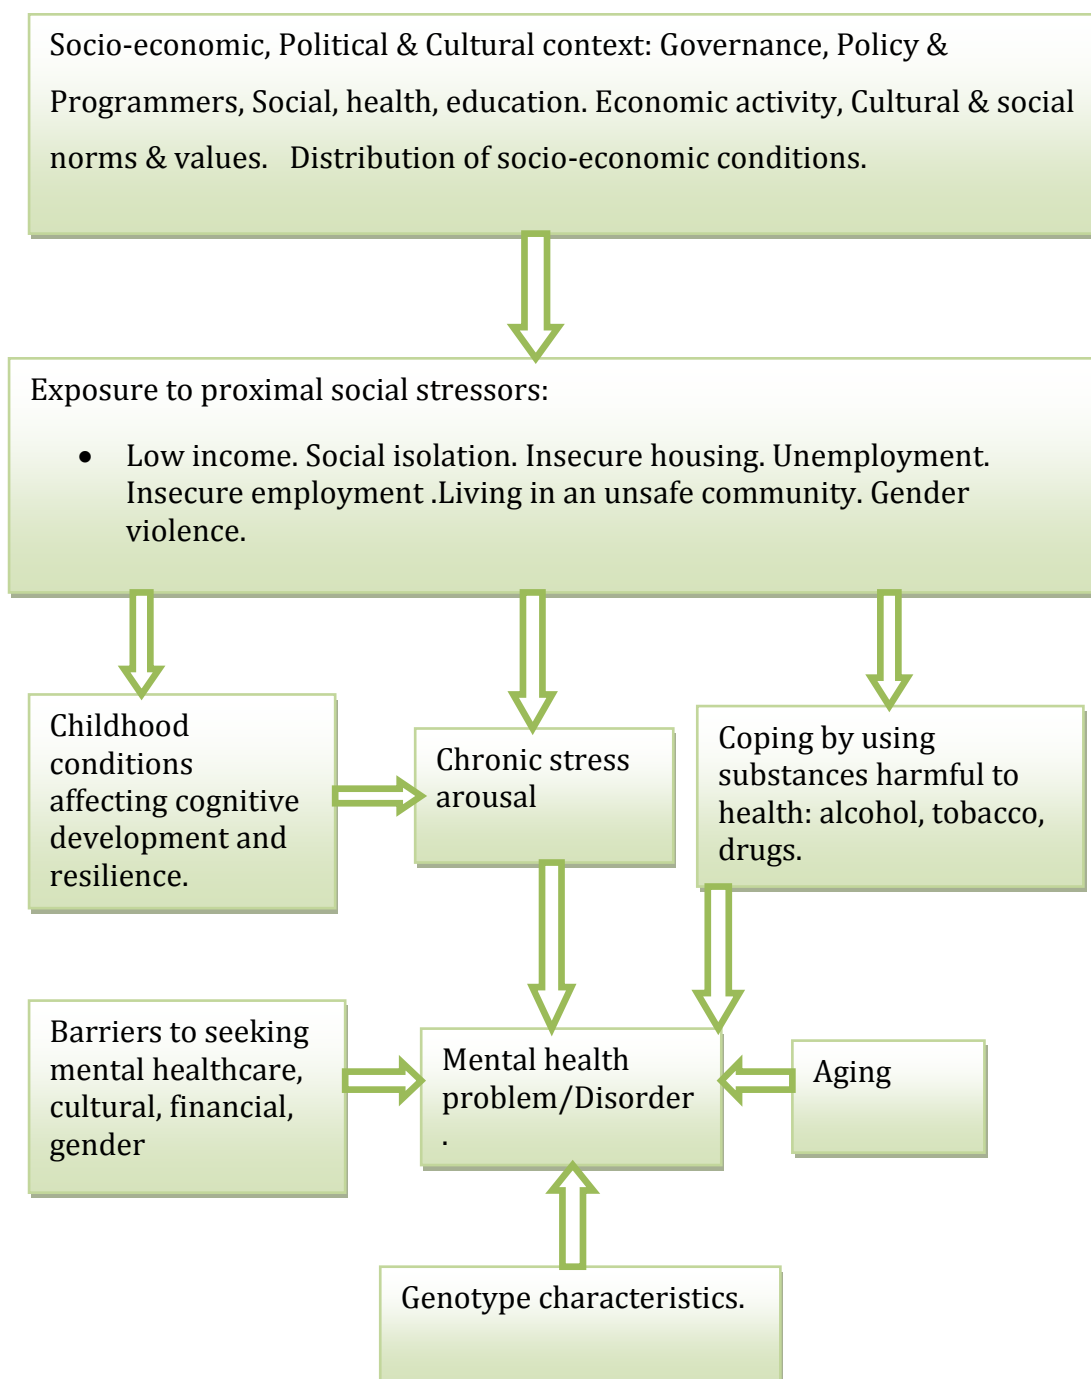 Socio-economic, Political & Cultural context: Governance, Policy &
Programmers, Social, health, education. Economic activity, Cultural & social
norms & values. Distribution of socio-economic conditions.
Exposure to proximal social stressors:
• Low income. Social isolation. Insecure housing. Unemployment.
Insecure employment .Living in an unsafe community. Gender
violence.
Childhood
conditions
affecting cognitive
development and
resilience.
Chronic stress
arousal
Coping by using
substances harmful to
health: alcohol, tobacco,
drugs.
Barriers to seeking
mental healthcare,
cultural, financial,
gender
Mental health
problem/Disorder
.
Aging
Genotype characteristics.